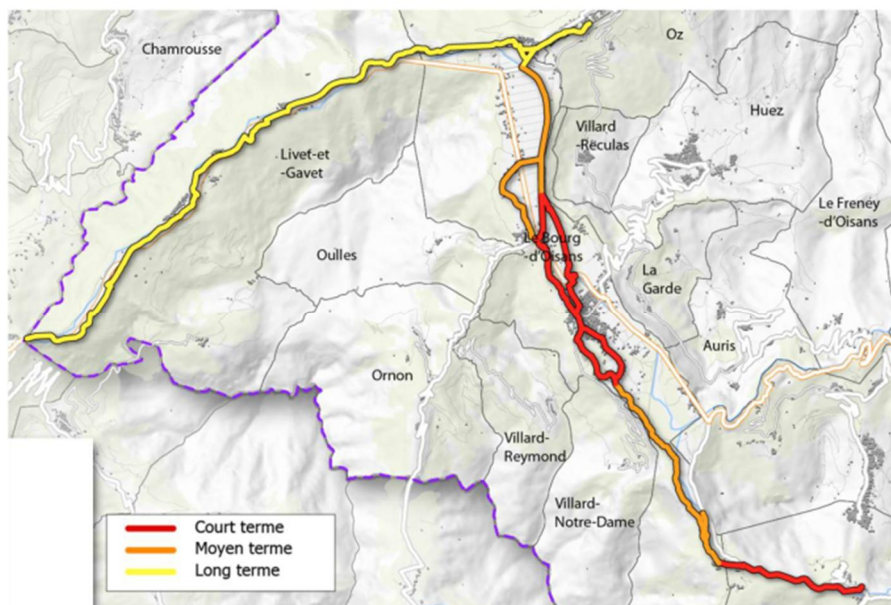 Chamrousse
Oz
Huez
Villard
-Reculas
Livet-et
-Gavet
Le Freney
-d'Oisans
Le Bourg
-d'Oisans
Oulles
La
Garde
Auris
Ornon
Villard-
Reymond
Villard-
Notre-Dame
Court terme
Moyen terme
Long terme